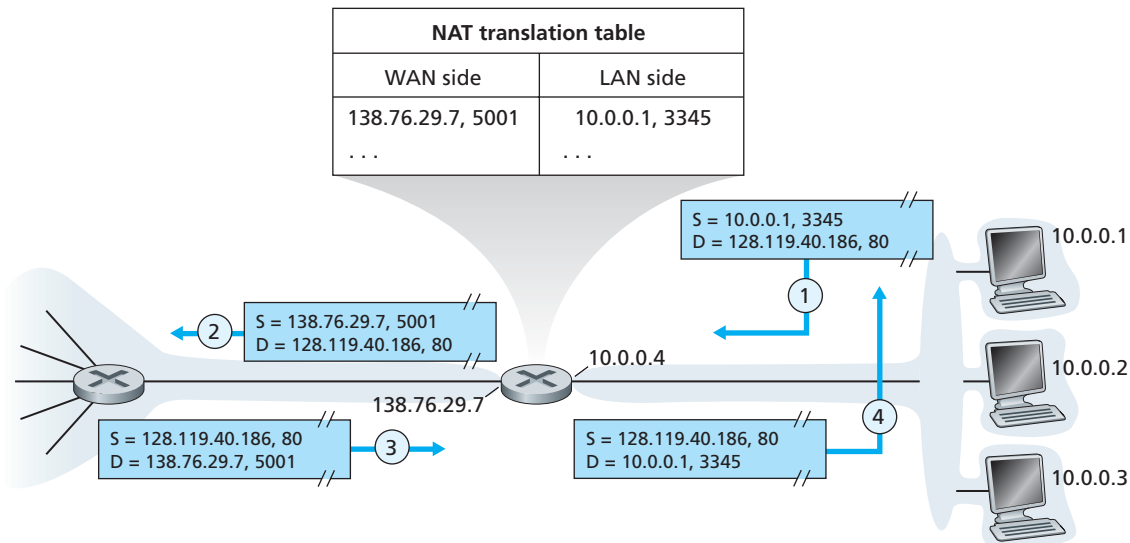 NAT translation table
WAN side LAN side
138.76.29.7, 5001 10.0.0.1, 3345
. . . . . .
S = 10.0.0.1, 3345
D = 128.119.40.186, 80
10.0.0.1
1
2
S = 138.76.29.7, 5001
D = 128.119.40.186, 80
10.0.0.4
10.0.0.2
138.76.29.7
4
S = 128.119.40.186, 80
D = 138.76.29.7, 5001
3
S = 128.119.40.186, 80
D = 10.0.0.1, 3345
10.0.0.3